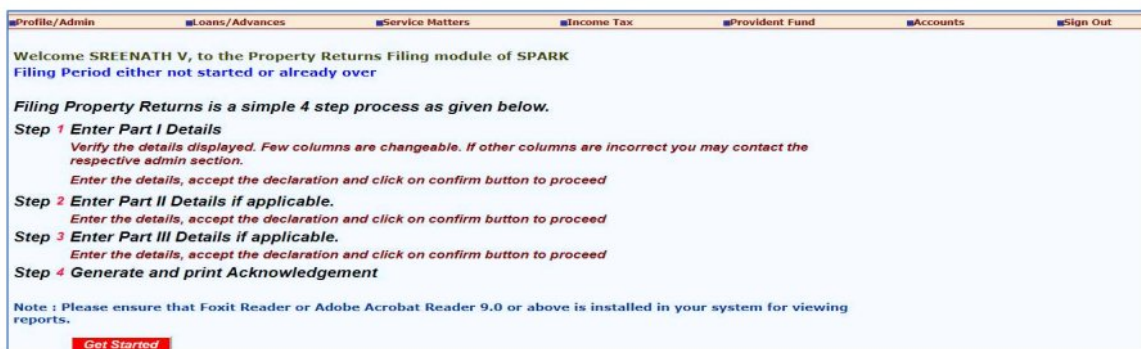 Profile/Admin Loans/Advances Service Matters Income Tax Provident Fund Accounts Sign Out
Welcome SREENATH V, to the Property Returns Filing module of SPARK
Filing Period either not started or already over
Filing Property Returns is a simple 4 step process as given below.
Step 1 Enter Part I Details
Verify the details displayed. Few columns are changeable. If other columns are incorrect you may contact the
respective admin section.
Enter the details, accept the declaration and click on confirm button to proceed
Step 2 Enter Part II Details if applicable.
Enter the details, accept the declaration and click on confirm button to proceed
Step 3 Enter Part III Details if applicable.
Enter the details, accept the declaration and click on confirm button to proceed
Step 4 Generate and print Acknowledgement
Note : Please ensure that Foxit Reader or Adobe Acrobat Reader 9.0 or above is installed in your system for viewing
reports.
Get Started